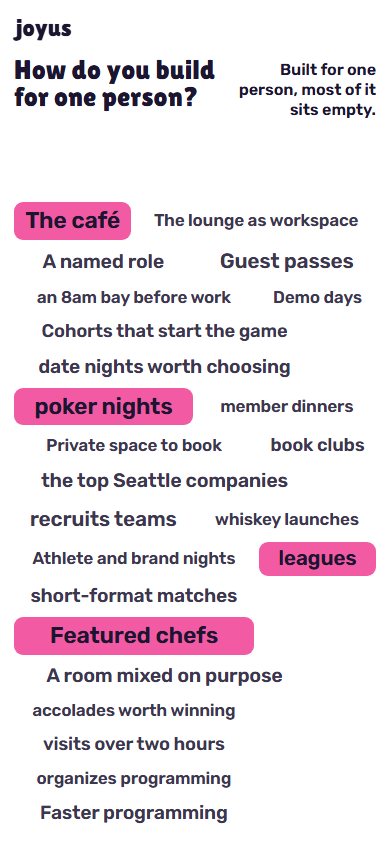 joyus
How do you build
for one person?
Built for one
person, most of it
sits empty.
The café
The lounge as workspace
A named role
Guest passes
an 8am bay before work
Demo days
Cohorts that start the game
date nights worth choosing
poker nights
member dinners
Private space to book
book clubs
the top Seattle companies
recruits teams
whiskey launches
Athlete and brand nights
leagues
short-format matches
Featured chefs
A room mixed on purpose
accolades worth winning
visits over two hours
organizes programming
Faster programming